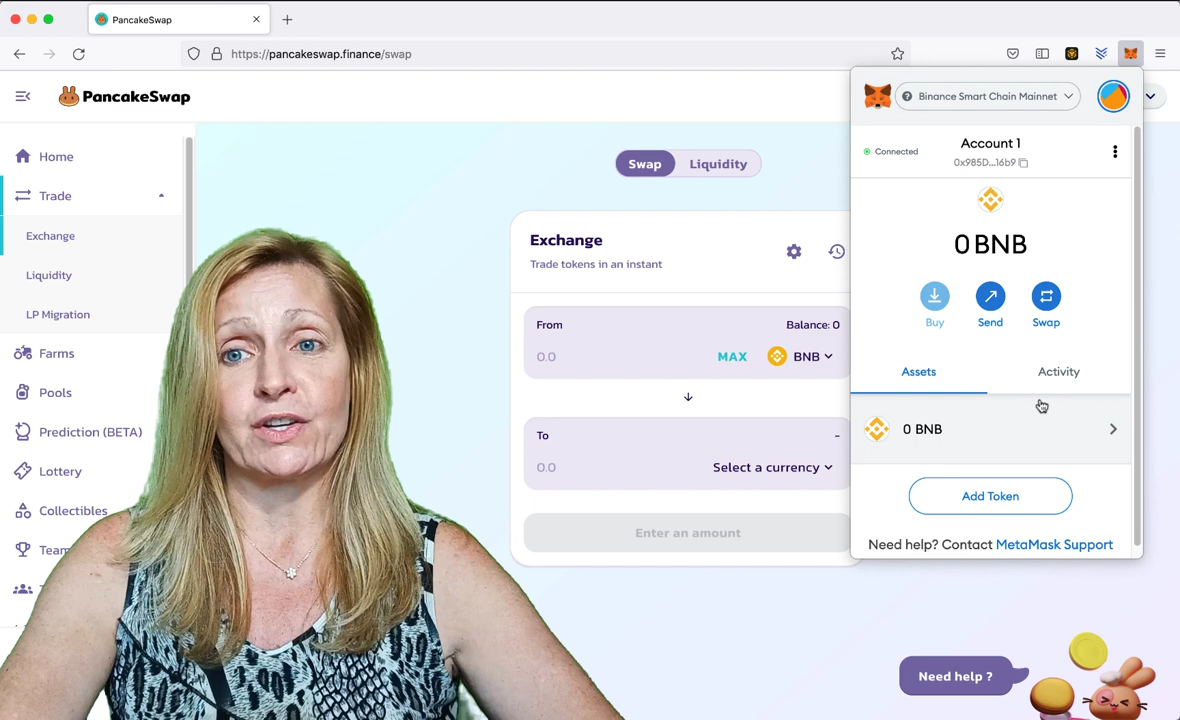 PancakeSwap
https://pancakeswap.finance/swap
PancakeSwap
Home
Trade
Exchange
Liquidity
LP Migration
Farms
Pools
Prediction (BETA)
Lottery
Collectibles
Swap
Liquidity
Exchange
Trade tokens in an instant
From
Balance: 0
0.0
MAX
BNB
To
-
0.0
Select a currency
Enter an amount
Need help ?
Binance Smart Chain Mainnet
Connected
Account 1
0x985D...16b9
0 BNB
Buy
Send
Swap
Assets
Activity
0 BNB
Add Token
Need help? Contact MetaMask Support